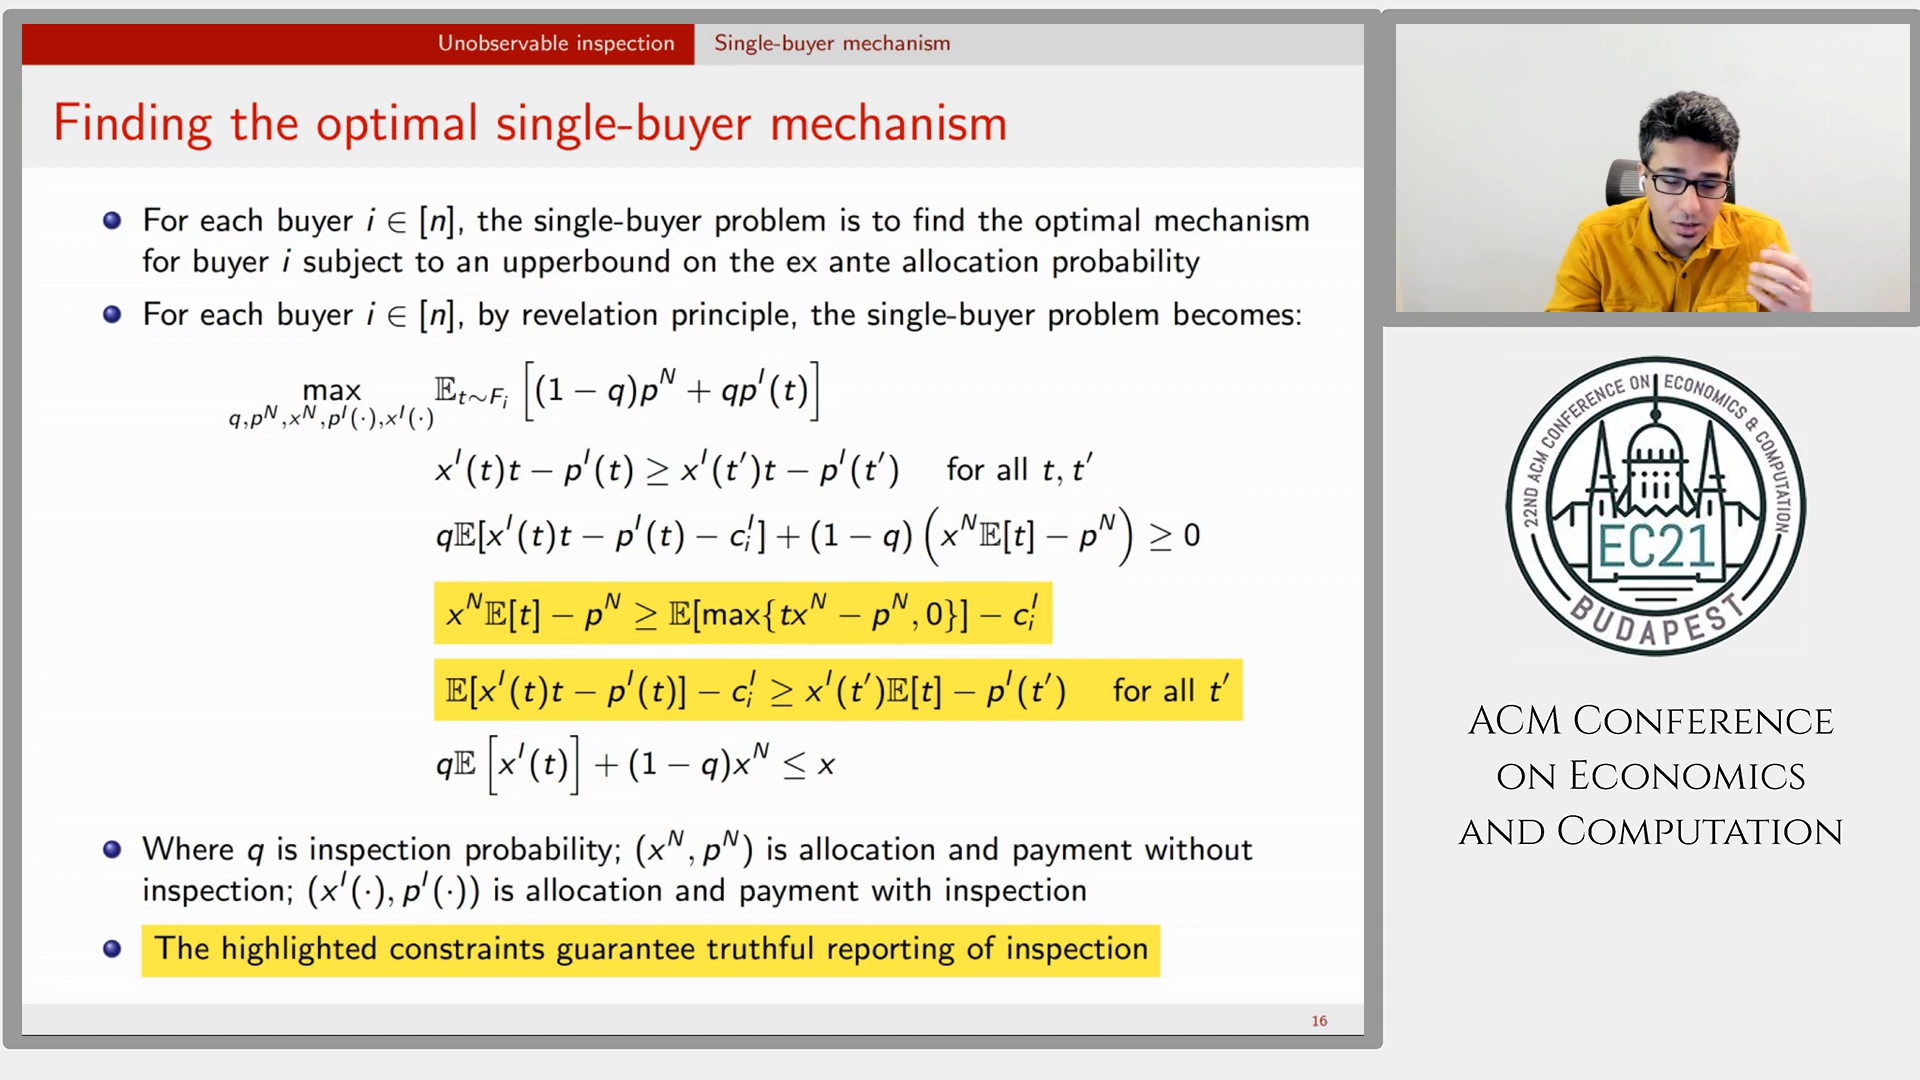 Unobservable inspection Single-buyer mechanism
Finding the optimal single-buyer mechanism
For each buyer i ∈ [n], the single-buyer problem is to find the optimal mechanism
for buyer i subject to an upperbound on the ex ante allocation probability
For each buyer i ∈ [n], by revelation principle, the single-buyer problem becomes:
max_{q,p^N,x^N,p^I(·),x^I(·)} 𝔼_{t∼F_i} [(1 − q)p^N + qp^I(t)]
x^I(t)t − p^I(t) ≥ x^I(t′)t − p^I(t′) for all t, t′
q𝔼[x^I(t)t − p^I(t) − c_i^I] + (1 − q) (x^N𝔼[t] − p^N) ≥ 0
x^N𝔼[t] − p^N ≥ 𝔼[max{tx^N − p^N, 0}] − c_i^I
𝔼[x^I(t)t − p^I(t)] − c_i^I ≥ x^I(t′)𝔼[t] − p^I(t′) for all t′
q𝔼 [x^I(t)] + (1 − q)x^N ≤ x
Where q is inspection probability; (x^N, p^N) is allocation and payment without
inspection; (x^I(·), p^I(·)) is allocation and payment with inspection
The highlighted constraints guarantee truthful reporting of inspection
16
22ND ACM CONFERENCE ON ECONOMICS & COMPUTATION
EC21
BUDAPEST
ACM Conference
on Economics
and Computation